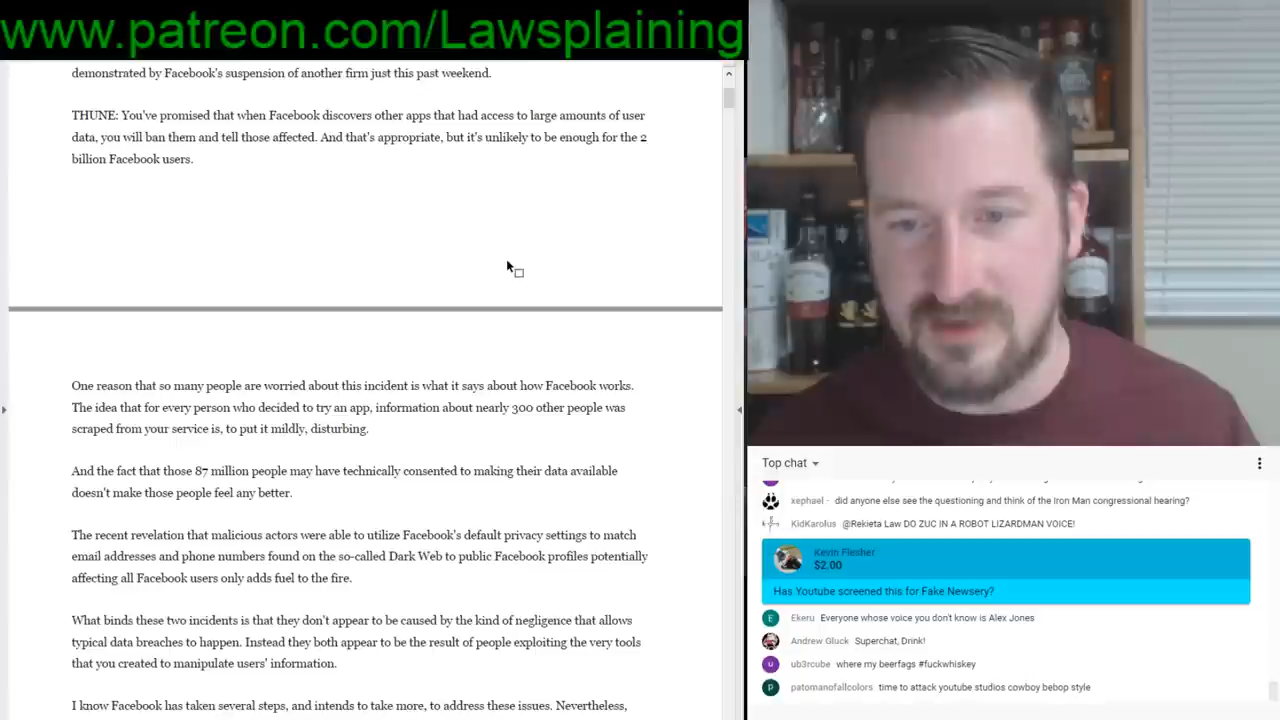 www.patreon.com/Lawsplaining
demonstrated by Facebook's suspension of another firm just this past weekend.
THUNE: You've promised that when Facebook discovers other apps that had access to large amounts of user
data, you will ban them and tell those affected. And that's appropriate, but it's unlikely to be enough for the 2
billion Facebook users.
One reason that so many people are worried about this incident is what it says about how Facebook works.
The idea that for every person who decided to try an app, information about nearly 300 other people was
scraped from your service is, to put it mildly, disturbing.
And the fact that those 87 million people may have technically consented to making their data available
doesn't make those people feel any better.
The recent revelation that malicious actors were able to utilize Facebook's default privacy settings to match
email addresses and phone numbers found on the so-called Dark Web to public Facebook profiles potentially
affecting all Facebook users only adds fuel to the fire.
What binds these two incidents is that they don't appear to be caused by the kind of negligence that allows
typical data breaches to happen. Instead they both appear to be the result of people exploiting the very tools
that you created to manipulate users' information.
I know Facebook has taken several steps, and intends to take more, to address these issues. Nevertheless,
Top chat
xephael - did anyone else see the questioning and think of the Iron Man congressional hearing?
KidKarolus @Rekieta Law DO ZUC IN A ROBOT LIZARDMAN VOICE!
Kevin Flesher
$2.00
Has Youtube screened this for Fake Newsery?
E
Ekeru Everyone whose voice you don't know is Alex Jones
Andrew Gluck Superchat, Drink!
u
ub3rcube where my beerfags #fuckwhiskey
p
patomanofallcolors time to attack youtube studios cowboy bebop style